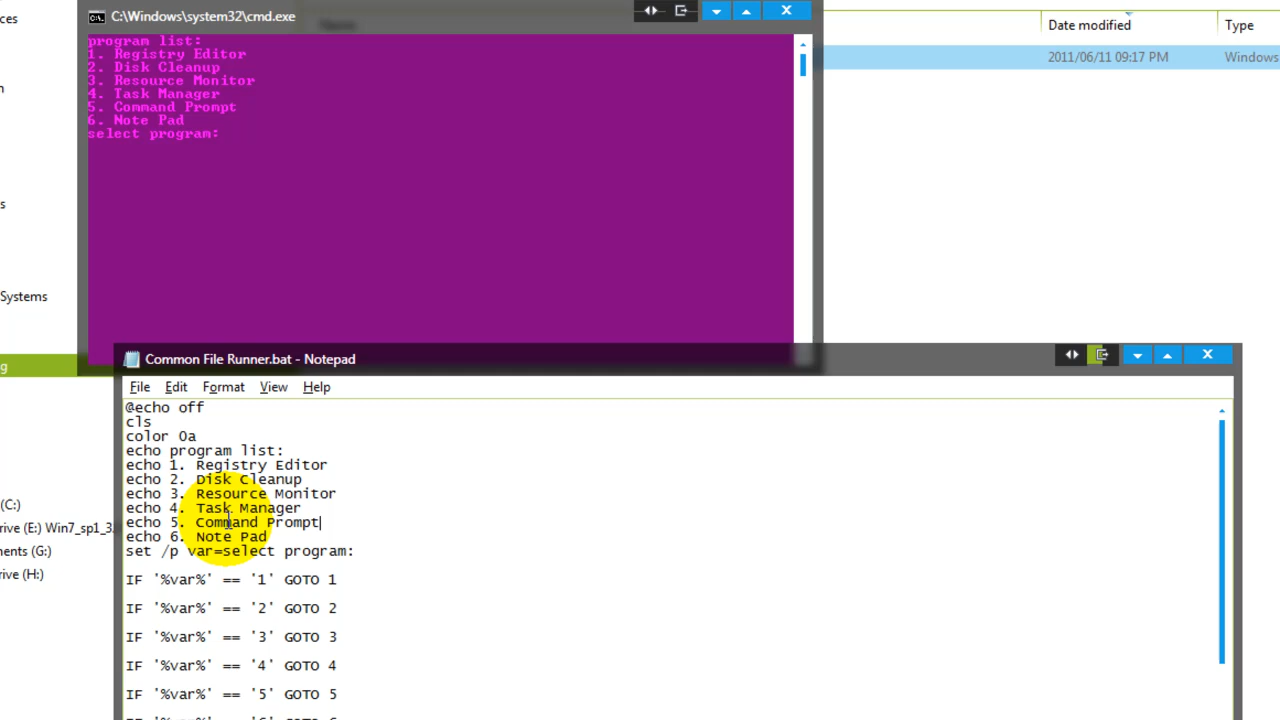 C:\Windows\system32\cmd.exe
program list:
1. Registry Editor
2. Disk Cleanup
3. Resource Monitor
4. Task Manager
5. Command Prompt
6. Note Pad
select program:
Name
Date modified
Type
2011/06/11 09:17 PM
Windows
Systems
(C:)
rive (E:) Win7_sp1_3
ments (G:)
rive (H:)
Common File Runner.bat - Notepad
File Edit Format View Help
@echo off
cls
color 0a
echo program list:
echo 1. Registry Editor
echo 2. Disk Cleanup
echo 3. Resource Monitor
echo 4. Task Manager
echo 5. Command Prompt
echo 6. Note Pad
set /p var=select program:
IF '%var%' == '1' GOTO 1
IF '%var%' == '2' GOTO 2
IF '%var%' == '3' GOTO 3
IF '%var%' == '4' GOTO 4
IF '%var%' == '5' GOTO 5